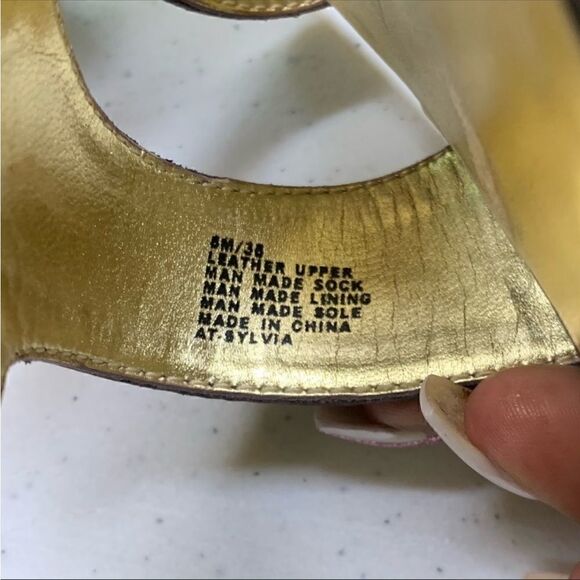 8M/38
LEATHER UPPER
MAN MADE SOCK
MAN MADE LINING
MAN MADE SOLE
MADE IN CHINA
AT-SYLVIA